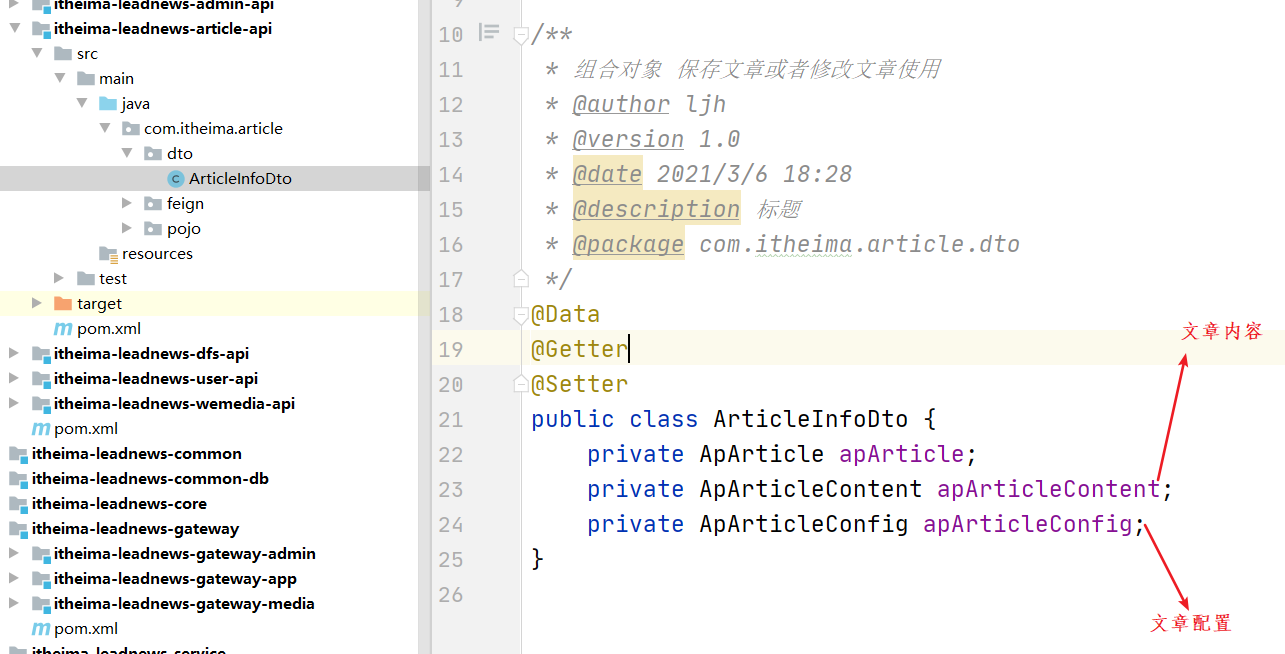 itheima-leadnews-admin-api
itheima-leadnews-article-api
src
main
java
com.itheima.article
dto
ArticleInfoDto
feign
pojo
resources
test
target
pom.xml
itheima-leadnews-dfs-api
itheima-leadnews-user-api
itheima-leadnews-wemedia-api
pom.xml
itheima-leadnews-common
itheima-leadnews-common-db
itheima-leadnews-core
itheima-leadnews-gateway
itheima-leadnews-gateway-admin
itheima-leadnews-gateway-app
itheima-leadnews-gateway-media
pom.xml
itheima-leadnews-service
9
10 /**
11 * 组合对象 保存文章或者修改文章使用
12 * @author ljh
13 * @version 1.0
14 * @date 2021/3/6 18:28
15 * @description 标题
16 * @package com.itheima.article.dto
17 */
18 @Data
19 @Getter
20 @Setter
21 public class ArticleInfoDto {
22 private ApArticle apArticle;
23 private ApArticleContent apArticleContent;
24 private ApArticleConfig apArticleConfig;
25 }
26
文章内容
文章配置